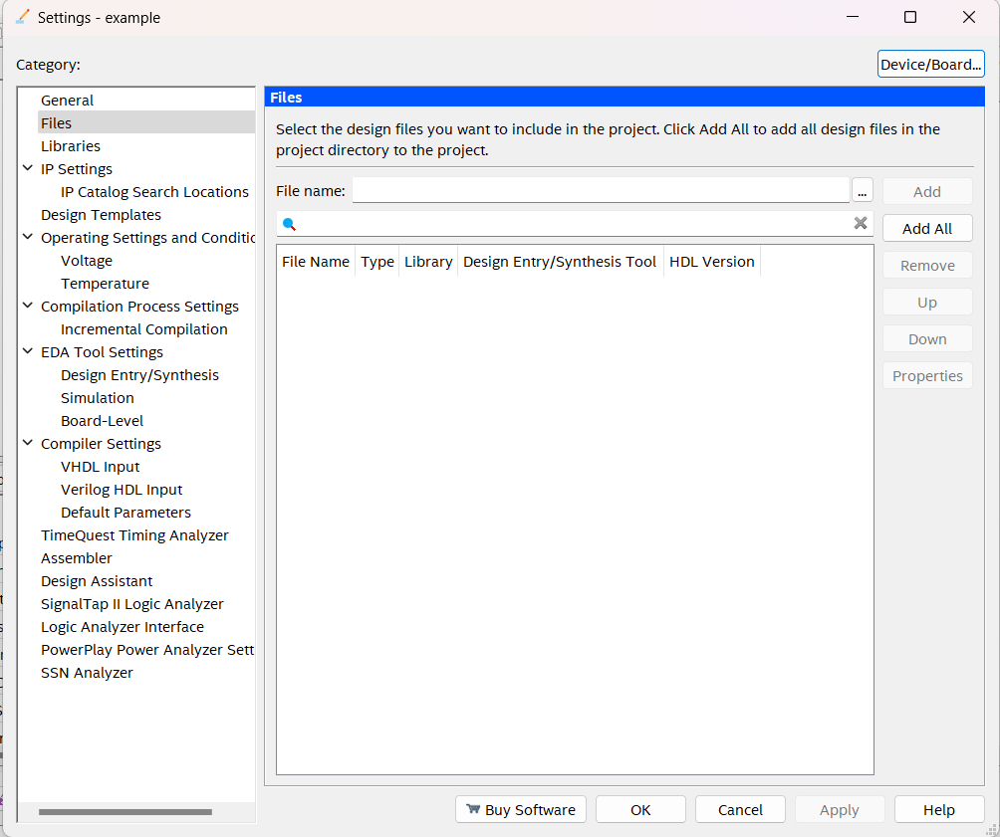 Settings - example
Category:
Device/Board...
General
Files
Libraries
IP Settings
IP Catalog Search Locations
Design Templates
Operating Settings and Conditic
Voltage
Temperature
Compilation Process Settings
Incremental Compilation
EDA Tool Settings
Design Entry/Synthesis
Simulation
Board-Level
Compiler Settings
VHDL Input
Verilog HDL Input
Default Parameters
TimeQuest Timing Analyzer
Assembler
Design Assistant
SignalTap II Logic Analyzer
Logic Analyzer Interface
PowerPlay Power Analyzer Sett
SSN Analyzer
Files
Select the design files you want to include in the project. Click Add All to add all design files in the
project directory to the project.
File name:
...
Add
Add All
Remove
Up
Down
Properties
File Name Type Library Design Entry/Synthesis Tool HDL Version
Buy Software OK Cancel Apply Help